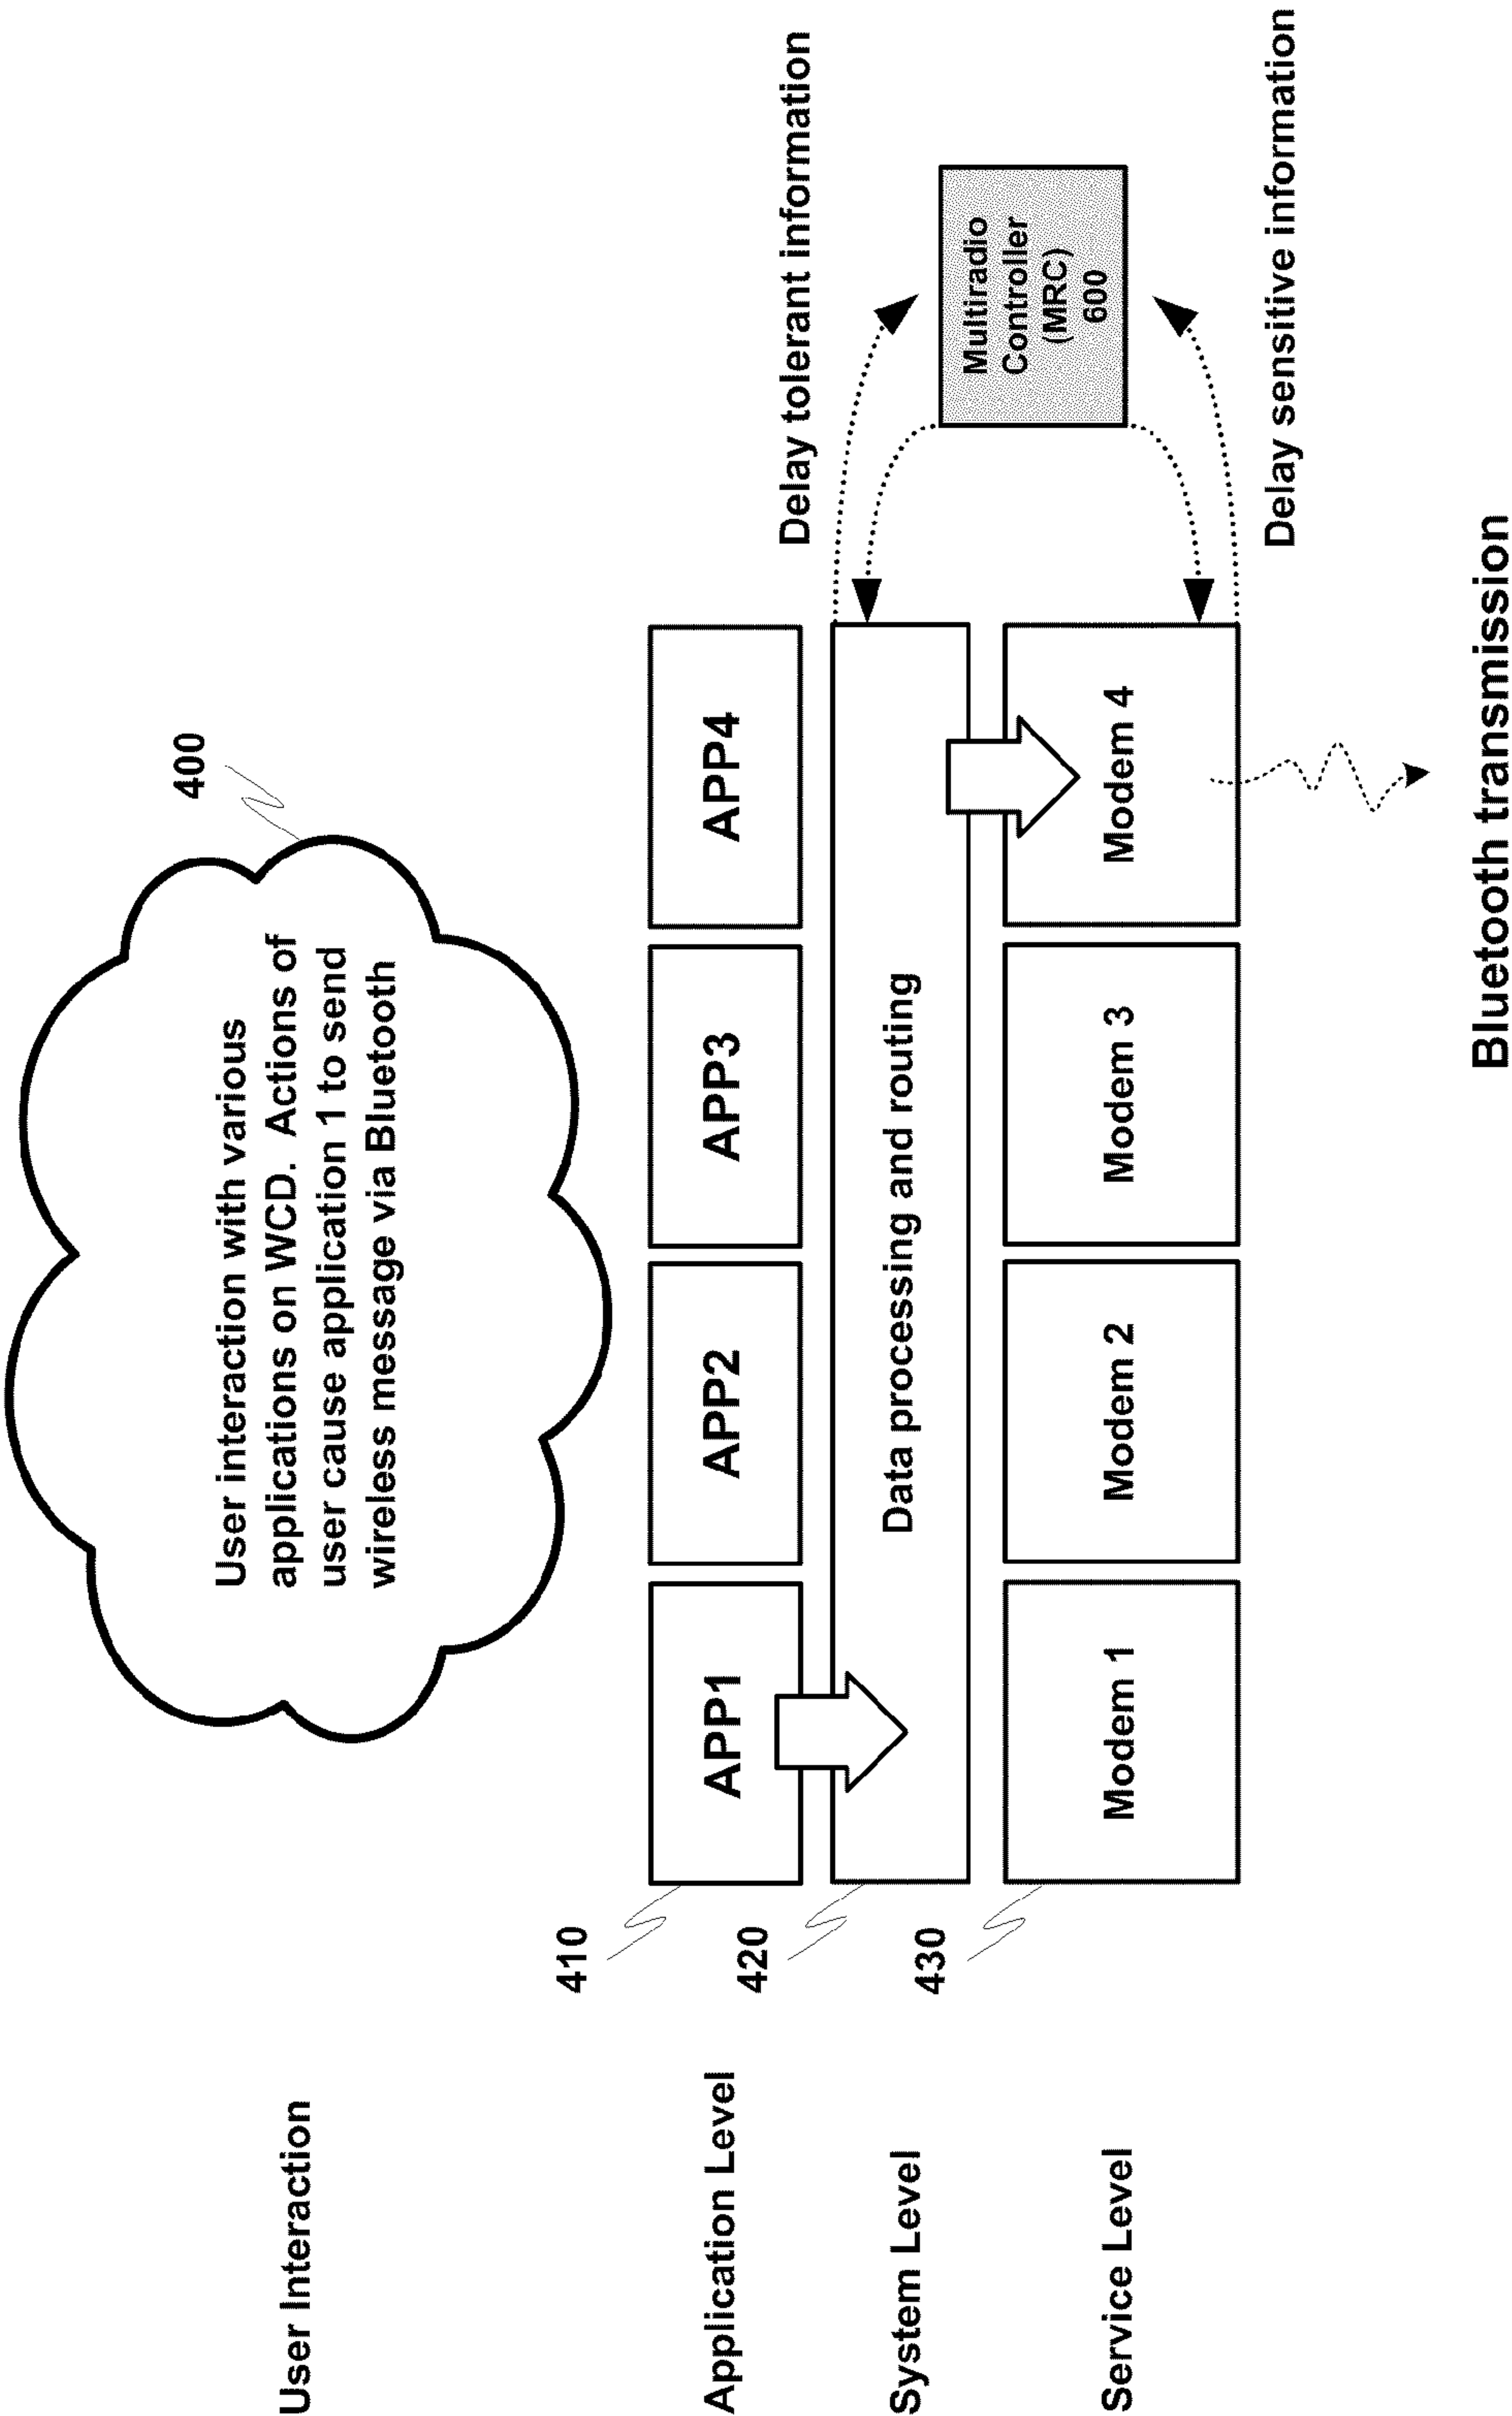 400
User Interaction
User interaction with various
applications on WCD.  Actions of
user cause application 1 to send
wireless message via Bluetooth
410
Application Level
APP1
APP2
APP3
APP4
Delay tolerant information
420
System Level
Data processing and routing
Multiradio
Controller
(MRC)
600
430
Service Level
Modem 1
Modem 2
Modem 3
Modem 4
Delay sensitive information
Bluetooth transmission